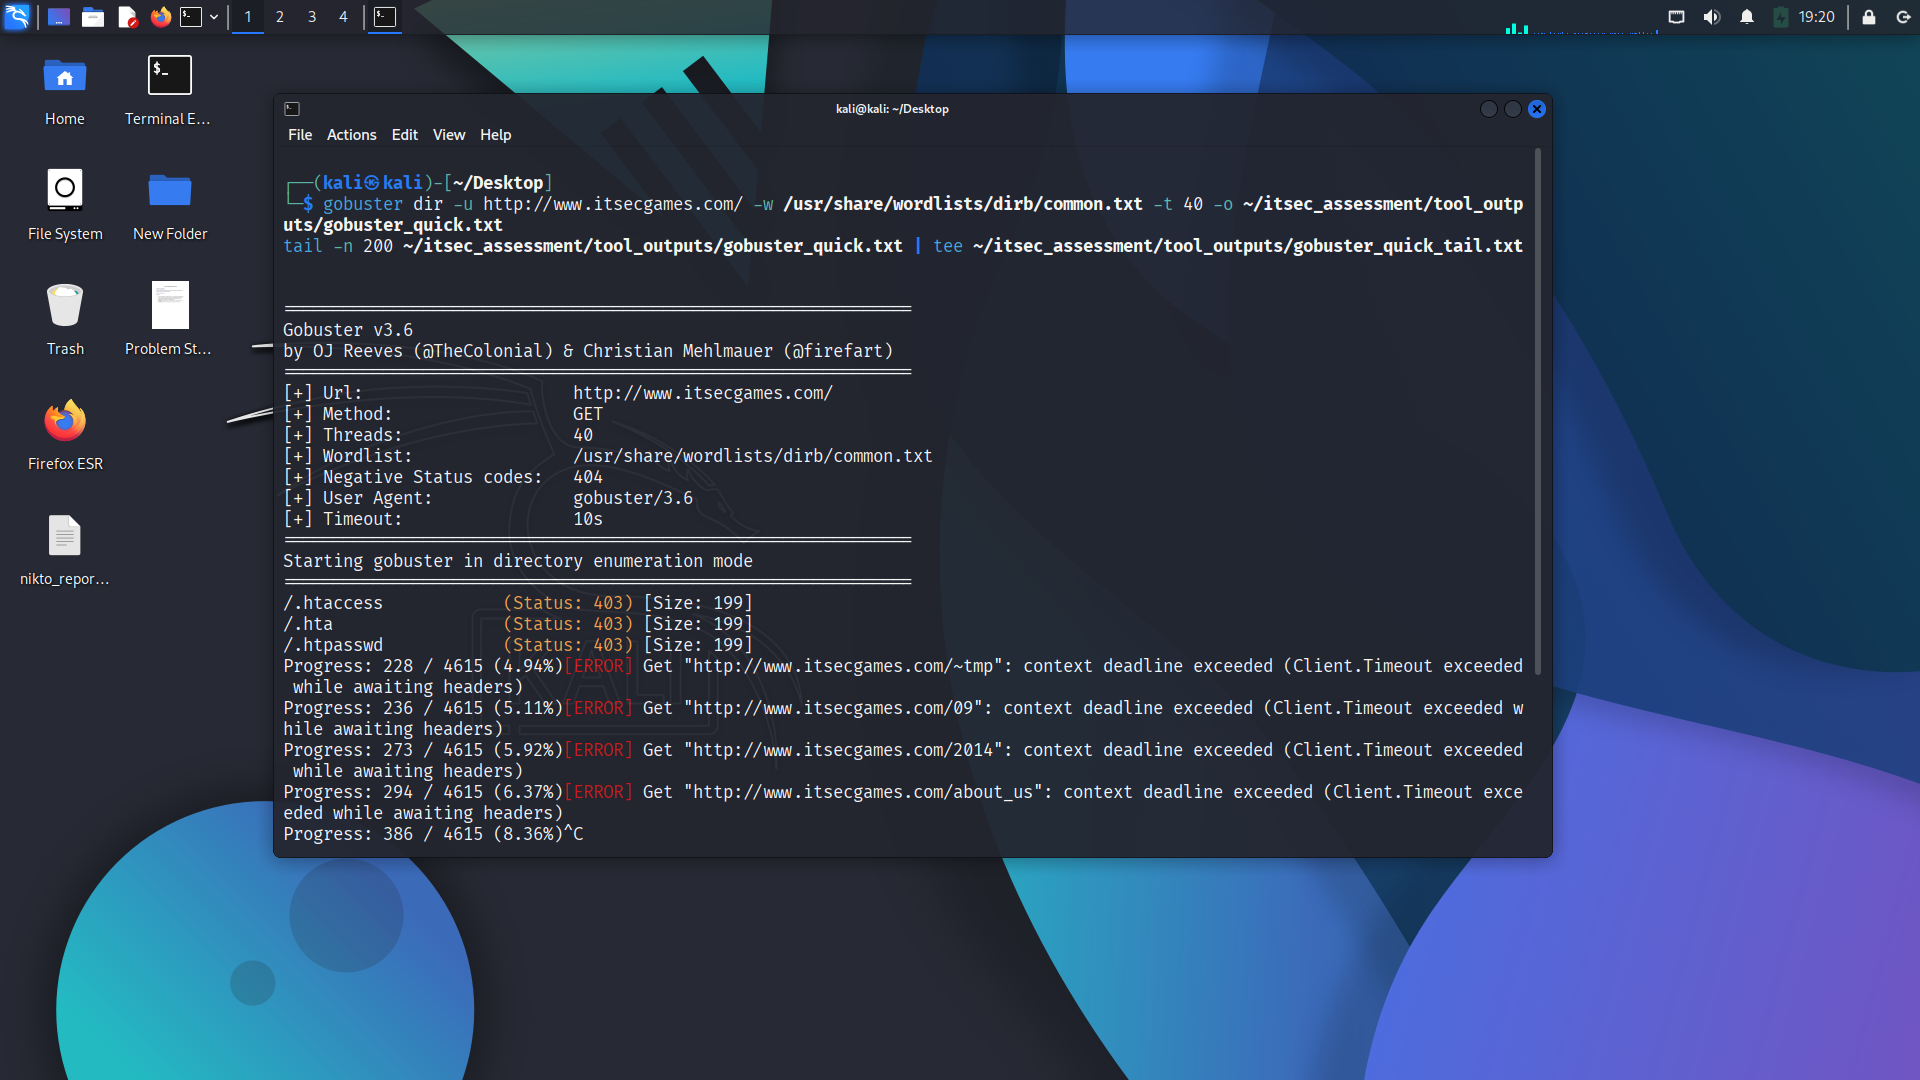 1 2 3 4
19:20
Home
Terminal E...
File System
New Folder
Trash
Problem St...
Firefox ESR
nikto_repor...
kali@kali: ~/Desktop
File Actions Edit View Help
┌──(kali㉿kali)-[~/Desktop]
└─$ gobuster dir -u http://www.itsecgames.com/ -w /usr/share/wordlists/dirb/common.txt -t 40 -o ~/itsec_assessment/tool_outp
uts/gobuster_quick.txt
tail -n 200 ~/itsec_assessment/tool_outputs/gobuster_quick.txt | tee ~/itsec_assessment/tool_outputs/gobuster_quick_tail.txt
===============================================================
Gobuster v3.6
by OJ Reeves (@TheColonial) & Christian Mehlmauer (@firefart)
===============================================================
[+] Url:                     http://www.itsecgames.com/
[+] Method:                  GET
[+] Threads:                 40
[+] Wordlist:                /usr/share/wordlists/dirb/common.txt
[+] Negative Status codes:   404
[+] User Agent:              gobuster/3.6
[+] Timeout:                 10s
===============================================================
Starting gobuster in directory enumeration mode
===============================================================
/.htaccess            (Status: 403) [Size: 199]
/.hta                 (Status: 403) [Size: 199]
/.htpasswd            (Status: 403) [Size: 199]
Progress: 228 / 4615 (4.94%)[ERROR] Get "http://www.itsecgames.com/~tmp": context deadline exceeded (Client.Timeout exceeded
 while awaiting headers)
Progress: 236 / 4615 (5.11%)[ERROR] Get "http://www.itsecgames.com/09": context deadline exceeded (Client.Timeout exceeded w
hile awaiting headers)
Progress: 273 / 4615 (5.92%)[ERROR] Get "http://www.itsecgames.com/2014": context deadline exceeded (Client.Timeout exceeded
 while awaiting headers)
Progress: 294 / 4615 (6.37%)[ERROR] Get "http://www.itsecgames.com/about_us": context deadline exceeded (Client.Timeout exce
eded while awaiting headers)
Progress: 386 / 4615 (8.36%)^C
KALI